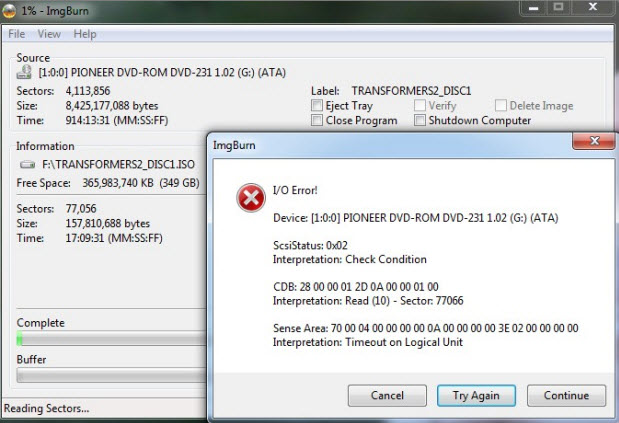 1% - ImgBurn
File View Help
Source
[1:0:0] PIONEER DVD-ROM DVD-231 1.02 (G:) (ATA)
Sectors: 4,113,856
Size: 8,425,177,088 bytes
Time: 914:13:31 (MM:SS:FF)
Label: TRANSFORMERS2_DISC1
Eject Tray Verify Delete Image
Close Program Shutdown Computer
Information
F:\TRANSFORMERS2_DISC1.ISO
Free Space: 365,983,740 KB (349 GB)
Sectors: 77,056
Size: 157,810,688 bytes
Time: 17:09:31 (MM:SS:FF)
Complete
Buffer
Reading Sectors...
ImgBurn
I/O Error!
Device: [1:0:0] PIONEER DVD-ROM DVD-231 1.02 (G:) (ATA)
ScsiStatus: 0x02
Interpretation: Check Condition
CDB: 28 00 00 01 2D 0A 00 00 01 00
Interpretation: Read (10) - Sector: 77066
Sense Area: 70 00 04 00 00 00 00 0A 00 00 00 00 3E 02 00 00 00 00
Interpretation: Timeout on Logical Unit
Cancel Try Again Continue